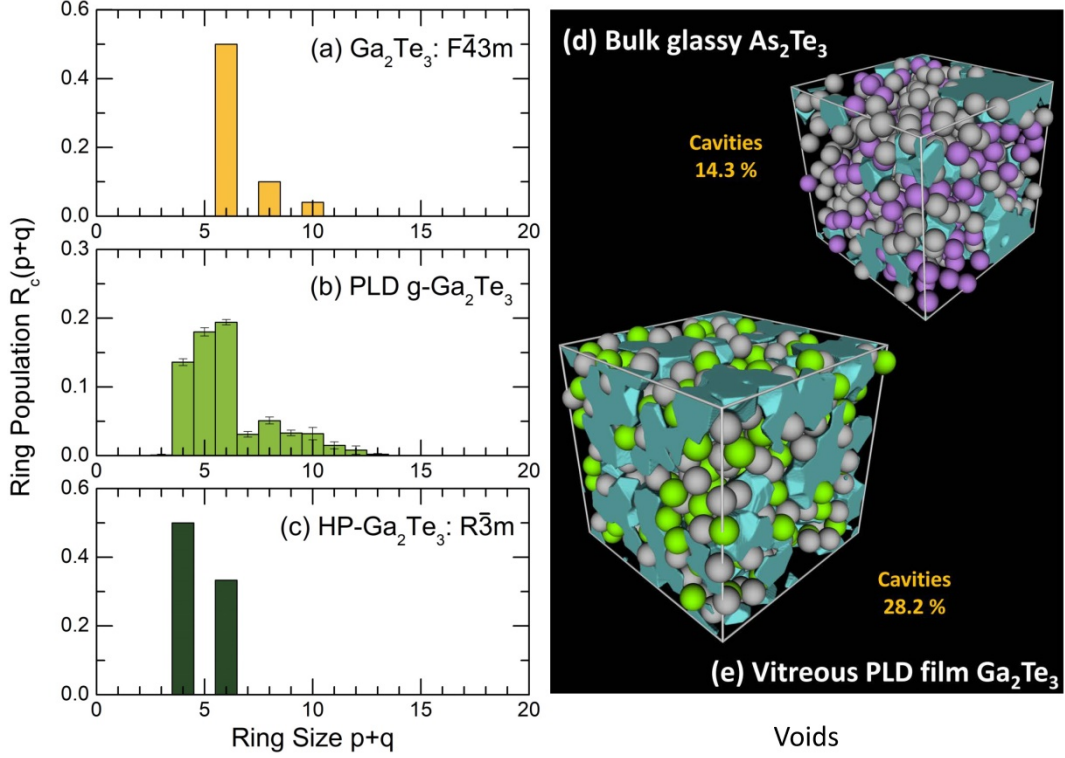 Ring Population R_c(p+q)
0.6
0.4
0.2
0.0
(a) Ga₂Te₃: F4̄3m
0 5 10 15 20
0.3
0.2
0.1
0.0
(b) PLD g-Ga₂Te₃
0 5 10 15 20
0.6
0.4
0.2
0.0
(c) HP-Ga₂Te₃: R3̄m
0 5 10 15 20
Ring Size p+q
(d) Bulk glassy As₂Te₃
Cavities
14.3 %
Cavities
28.2 %
(e) Vitreous PLD film Ga₂Te₃
Voids